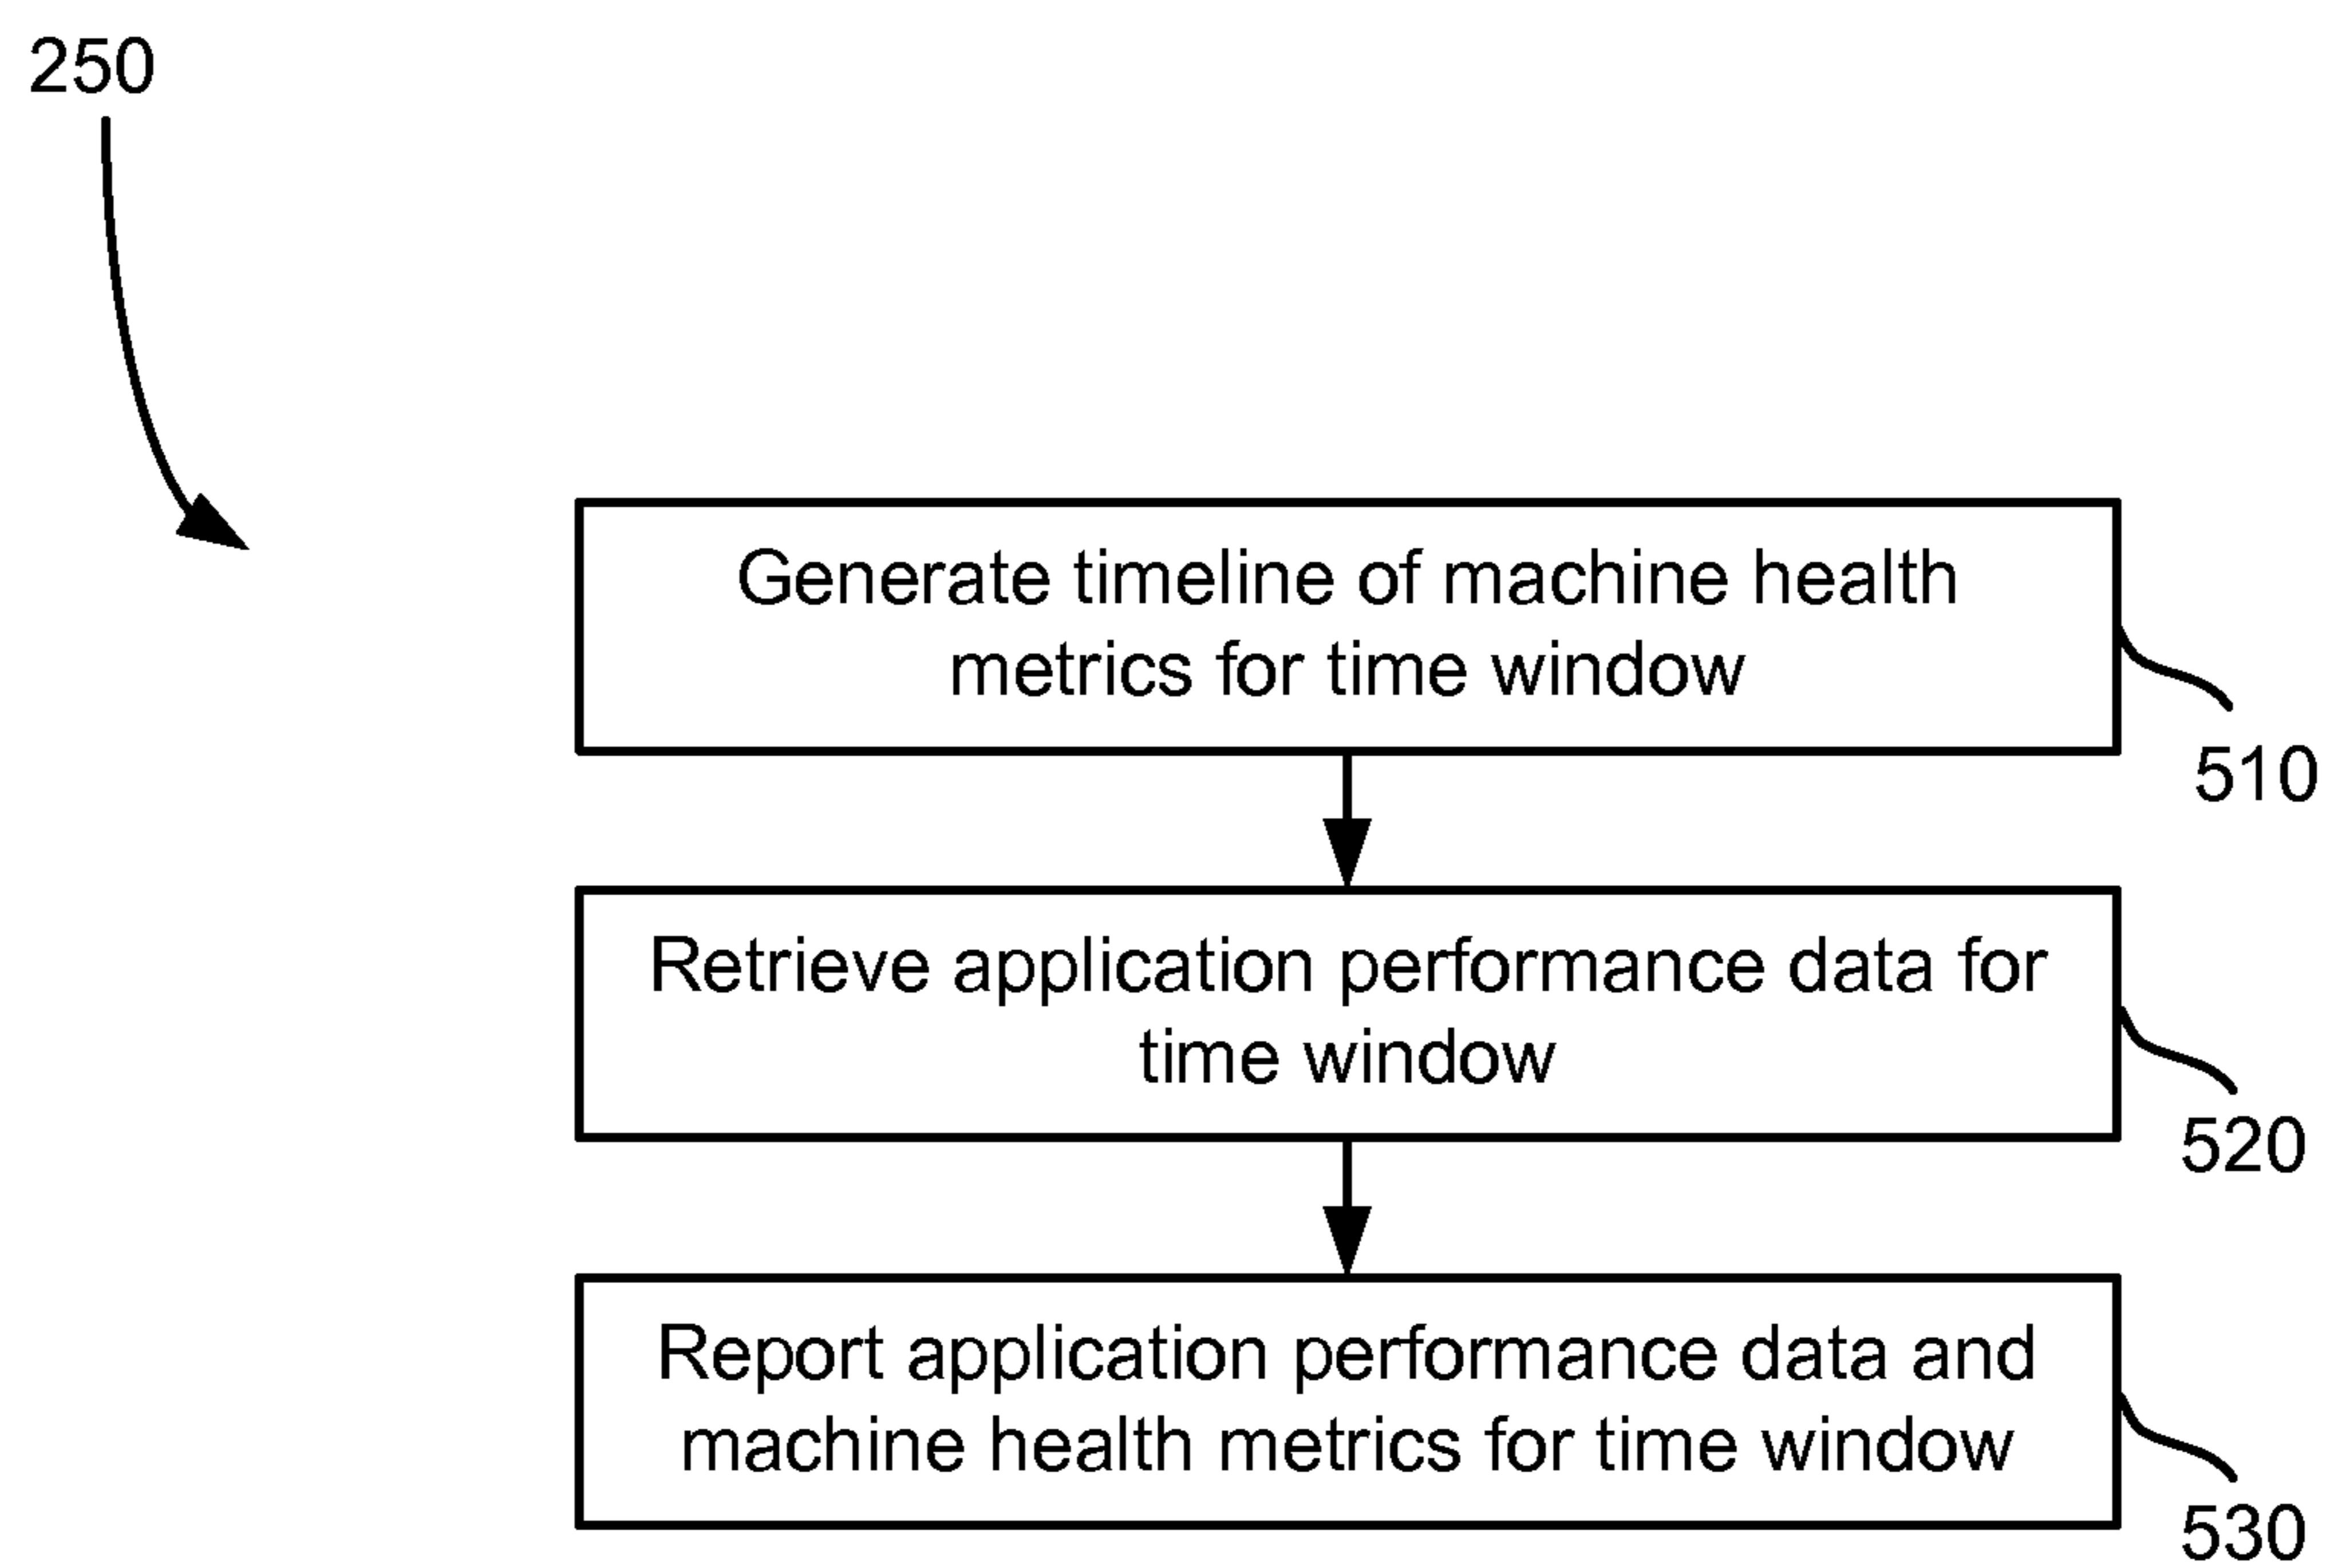 250
Generate timeline of machine health
metrics for time window
510
Retrieve application performance data for
time window
520
Report application performance data and
machine health metrics for time window
530